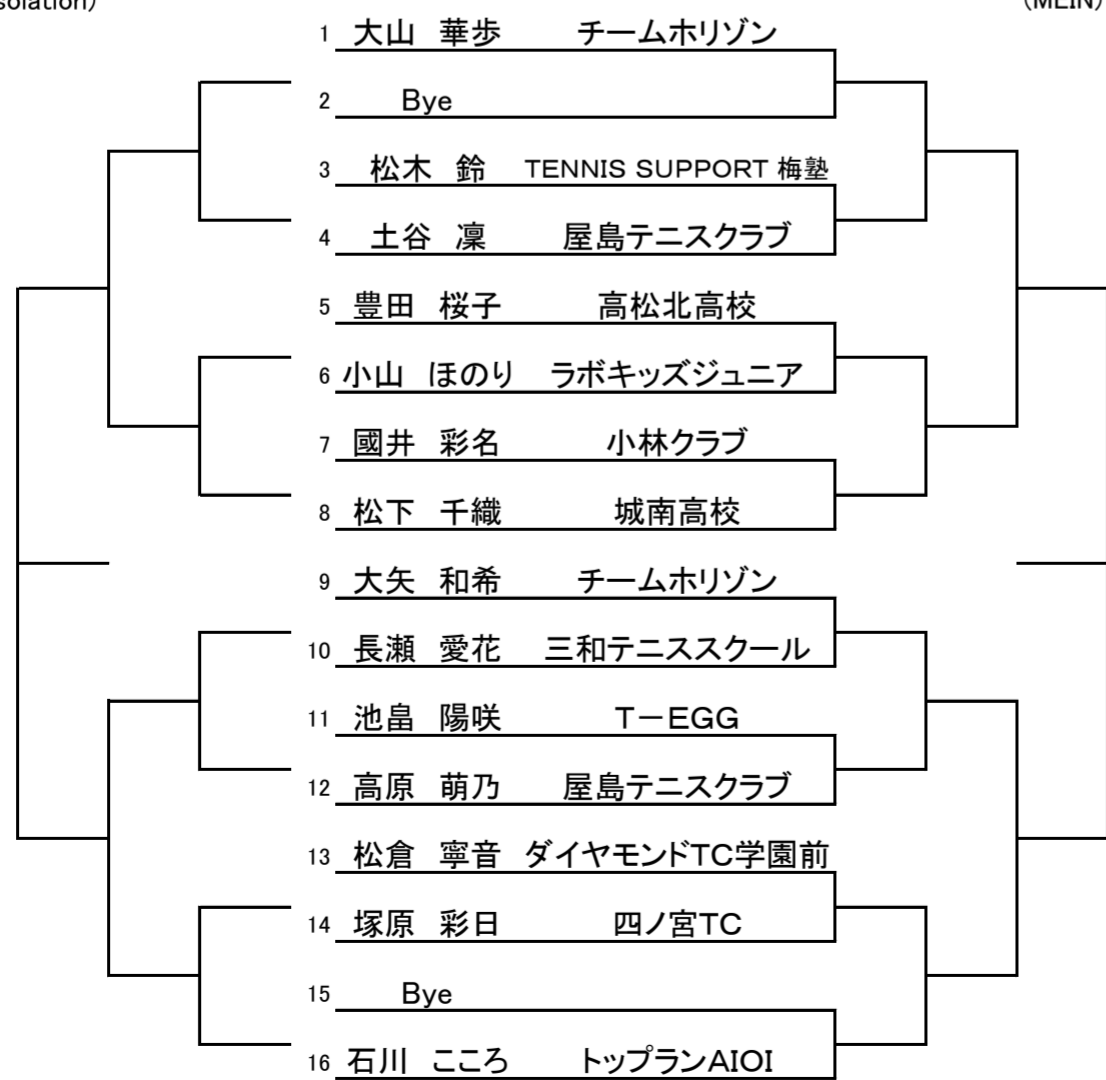 solation)
(MEIN)
1 大山 華歩 チームホリゾン
2 Bye
3 松木 鈴 TENNIS SUPPORT 梅塾
4 土谷 凜 屋島テニスクラブ
5 豊田 桜子 高松北高校
6 小山 ほのり ラボキッズジュニア
7 國井 彩名 小林クラブ
8 松下 千織 城南高校
9 大矢 和希 チームホリゾン
10 長瀬 愛花 三和テニススクール
11 池畠 陽咲 T－EGG
12 高原 萌乃 屋島テニスクラブ
13 松倉 寧音 ダイヤモンドTC学園前
14 塚原 彩日 四ノ宮TC
15 Bye
16 石川 こころ トップランAIOI